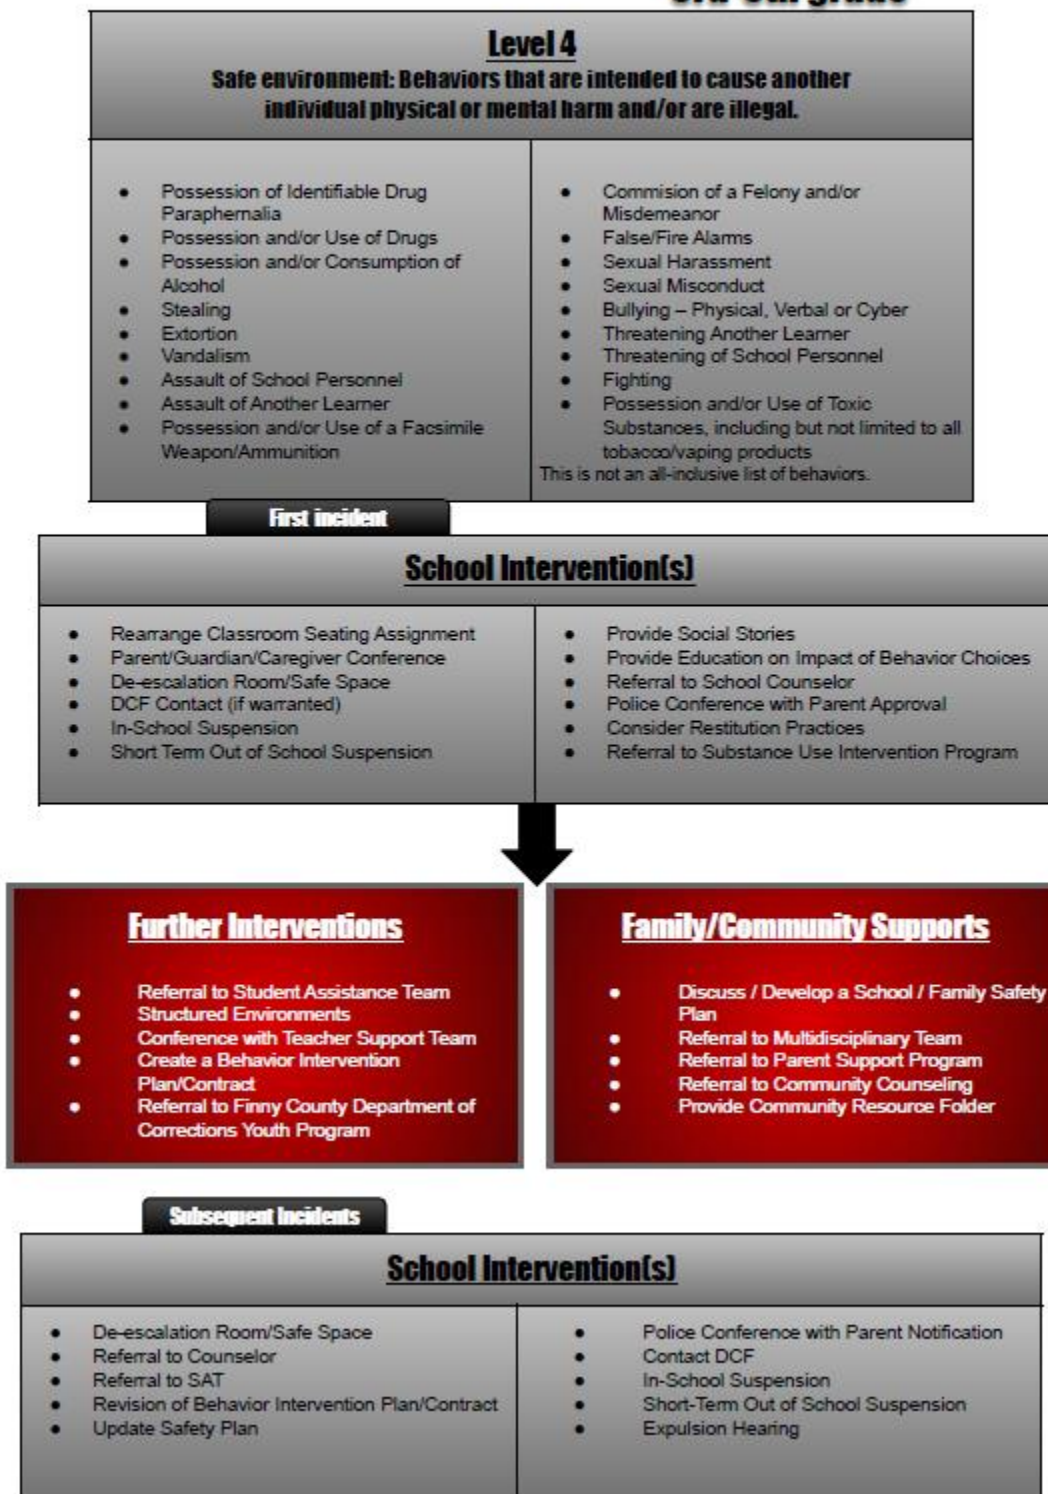 Level 4
Safe environment: Behaviors that are intended to cause another
individual physical or mental harm and/or are illegal.
● Possession of Identifiable Drug
Paraphernalia
● Possession and/or Use of Drugs
● Possession and/or Consumption of
Alcohol
● Stealing
● Extortion
● Vandalism
● Assault of School Personnel
● Assault of Another Learner
● Possession and/or Use of a Facsimile
Weapon/Ammunition
● Commision of a Felony and/or
Misdemeanor
● False/Fire Alarms
● Sexual Harassment
● Sexual Misconduct
● Bullying – Physical, Verbal or Cyber
● Threatening Another Learner
● Threatening of School Personnel
● Fighting
● Possession and/or Use of Toxic
Substances, including but not limited to all
tobacco/vaping products
This is not an all-inclusive list of behaviors.
First incident
School Intervention(s)
● Rearrange Classroom Seating Assignment
● Parent/Guardian/Caregiver Conference
● De-escalation Room/Safe Space
● DCF Contact (if warranted)
● In-School Suspension
● Short Term Out of School Suspension
● Provide Social Stories
● Provide Education on Impact of Behavior Choices
● Referral to School Counselor
● Police Conference with Parent Approval
● Consider Restitution Practices
● Referral to Substance Use Intervention Program
Further Interventions
● Referral to Student Assistance Team
● Structured Environments
● Conference with Teacher Support Team
● Create a Behavior Intervention
Plan/Contract
● Referral to Finny County Department of
Corrections Youth Program
Family/Community Supports
● Discuss / Develop a School / Family Safety
Plan
● Referral to Multidisciplinary Team
● Referral to Parent Support Program
● Referral to Community Counseling
● Provide Community Resource Folder
Subsequent Incidents
School Intervention(s)
● De-escalation Room/Safe Space
● Referral to Counselor
● Referral to SAT
● Revision of Behavior Intervention Plan/Contract
● Update Safety Plan
● Police Conference with Parent Notification
● Contact DCF
● In-School Suspension
● Short-Term Out of School Suspension
● Expulsion Hearing